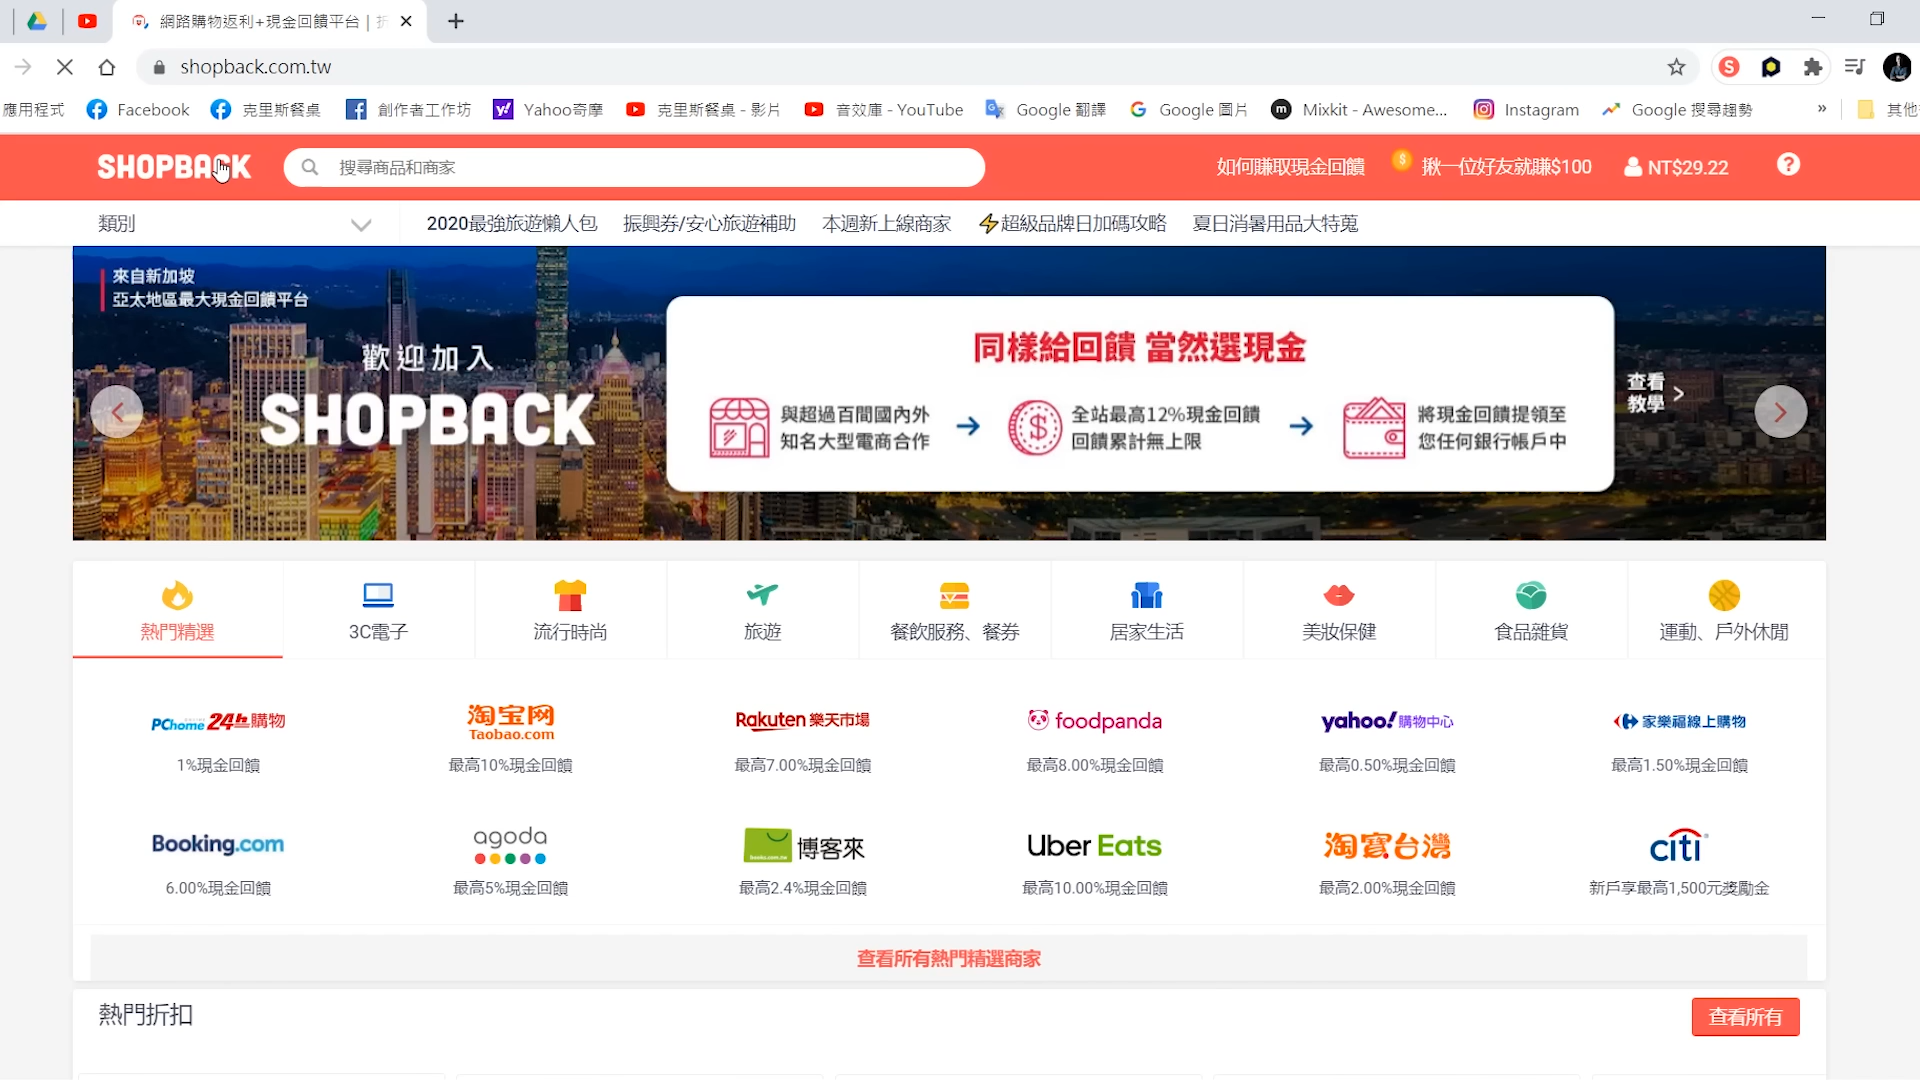 網路購物返利+現金回饋平台｜
shopback.com.tw
應用程式
Facebook
克里斯餐桌
創作者工作坊
Yahoo奇摩
克里斯餐桌 - 影片
音效庫 - YouTube
Google 翻譯
Google 圖片
Mixkit - Awesome...
Instagram
Google 搜尋趨勢
»
其他
SHOPBACK
搜尋商品和商家
如何賺取現金回饋
揪一位好友就賺$100
NT$29.22
類別
2020最強旅遊懶人包
振興券/安心旅遊補助
本週新上線商家
⚡超級品牌日加碼攻略
夏日消暑用品大特蒐
來自新加坡
亞太地區最大現金回饋平台
歡迎加入
SHOPBACK
同樣給回饋 當然選現金
與超過百間國內外
知名大型電商合作
全站最高12%現金回饋
回饋累計無上限
將現金回饋提領至
您任何銀行帳戶中
查看
教學
熱門精選
3C電子
流行時尚
旅遊
餐飲服務、餐券
居家生活
美妝保健
食品雜貨
運動、戶外休閒
PChome 24h購物
淘宝网
Taobao.com
Rakuten 樂天市場
foodpanda
yahoo!購物中心
家樂福線上購物
1%現金回饋
最高10%現金回饋
最高7.00%現金回饋
最高8.00%現金回饋
最高0.50%現金回饋
最高1.50%現金回饋
Booking.com
agoda
books.com.tw 博客來
Uber Eats
淘寶台灣
citi
6.00%現金回饋
最高5%現金回饋
最高2.4%現金回饋
最高10.00%現金回饋
最高2.00%現金回饋
新戶享最高1,500元獎勵金
查看所有熱門精選商家
熱門折扣
查看所有